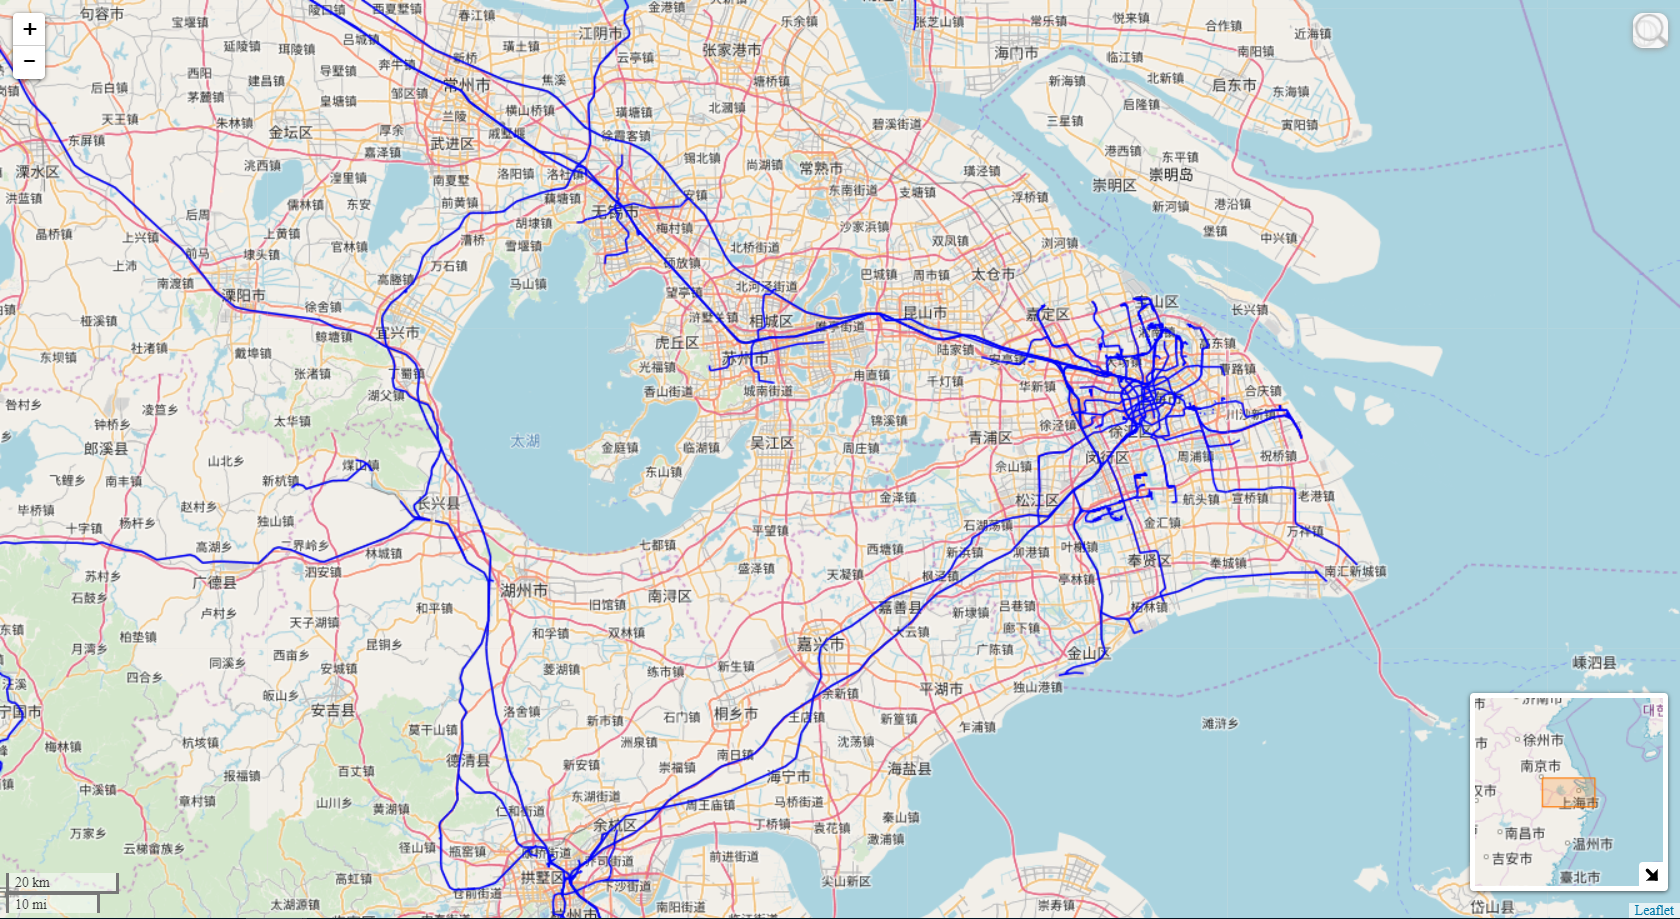 句容市
宝堰镇
陵口镇
西夏墅镇
春江镇
金港镇
乐余镇
张芝山镇
常乐镇
悦来镇
合作镇
近海镇
+
延陵镇
珥陵镇
吕城镇
新桥
璜土镇
江阴市
云亭镇
张家港市
海门市
临江镇
南阳镇
−
后白镇
西阳
茅麓镇
建昌镇
导墅镇
奔牛镇
常州市
焦溪
塘桥镇
新海镇
北新镇
启东市
东海镇
天王镇
朱林镇
金坛区
皇塘镇
邹区镇
兰陵
横山桥镇
璜塘镇
北漍镇
碧溪街道
三星镇
启隆镇
寅阳镇
东屏镇
厚余
嘉泽镇
武进区
戚墅堰
徐霞客镇
锡北镇
尚湖镇
常熟市
港西镇
东平镇
溧水区
洮西镇
湟里镇
南夏墅
洛阳镇
洛社镇
东南街道
支塘镇
璜泾镇
浮桥镇
崇明区
崇明岛
洪蓝镇
后周
儒林镇
东安
前黄镇
藕塘镇
安镇
新河镇
港沿镇
晶桥镇
上兴镇
上黄镇
胡埭镇
无锡市
梅村镇
沙家浜镇
双凤镇
浏河镇
堡镇
中兴镇
前马
埭头镇
官林镇
漕桥
雪堰镇
北桥街道
上沛
南渡镇
溧阳市
高塍镇
万石镇
马山镇
硕放镇
望亭镇
北河泾街道
巴城镇
周市镇
太仓市
桠溪镇
徐舍镇
宜兴市
浒墅关镇
相城区
唯亭街道
昆山市
嘉定区
宝山区
长兴镇
东坝镇
社渚镇
戴埠镇
鲸塘镇
虎丘区
苏州市
陆家镇
安亭镇
淞南镇
高东镇
张渚镇
丁蜀镇
光福镇
甪直镇
千灯镇
华新镇
曹路镇
昝村乡
凌笪乡
湖父镇
香山街道
城南街道
合庆镇
钟桥乡
太华镇
太湖
锦溪镇
徐泾镇
徐汇区
川沙新镇
郎溪县
山北乡
煤山镇
金庭镇
临湖镇
吴江区
周庄镇
青浦区
闵行区
周浦镇
祝桥镇
飞鲤乡
南丰镇
新杭镇
东山镇
佘山镇
毕桥镇
赵村乡
长兴县
金泽镇
松江区
航头镇
宣桥镇
老港镇
十字镇
杨杆乡
独山镇
平望镇
石湖荡镇
金汇镇
万祥镇
高湖乡
二界岭乡
林城镇
七都镇
西塘镇
新浜镇
泖港镇
叶榭镇
苏村乡
广德县
泗安镇
盛泽镇
天凝镇
枫泾镇
奉贤区
奉城镇
南汇新城镇
石鼓乡
湖州市
南浔区
亭林镇
卢村乡
和平镇
旧馆镇
嘉善县
新埭镇
吕巷镇
柘林镇
柏垫镇
天子湖镇
和孚镇
双林镇
嘉兴市
大云镇
廊下镇
月湾乡
同溪乡
西亩乡
昆铜乡
广陈镇
金山区
嵊泗县
四合乡
安城镇
菱湖镇
练市镇
新生镇
余新镇
平湖市
独山港镇
宁国市
皈山乡
安吉县
洛舍镇
新市镇
石门镇
桐乡市
王店镇
新篁镇
乍浦镇
滩浒乡
梅林镇
杭垓镇
莫干山镇
洲泉镇
南日镇
沈荡镇
报福镇
百丈镇
德清县
新安镇
崇福镇
海宁市
海盐县
中溪镇
章村镇
山川乡
黄湖镇
仁和街道
东湖街道
周王庙镇
马桥街道
秦山镇
万家乡
云梯畲族乡
径山镇
瓶窑镇
余杭区
丁桥镇
袁花镇
澉浦镇
20 km
高虹镇
仓前街道
拱墅区
乔司街道
下沙街道
前进街道
尖山新区
10 mi
太湖源镇
杭州市
南阳街道
临江街道
崇寿镇
岱山县
济南市
徐州市
南京市
上海市
南昌市
温州市
吉安市
臺北市
Leaflet